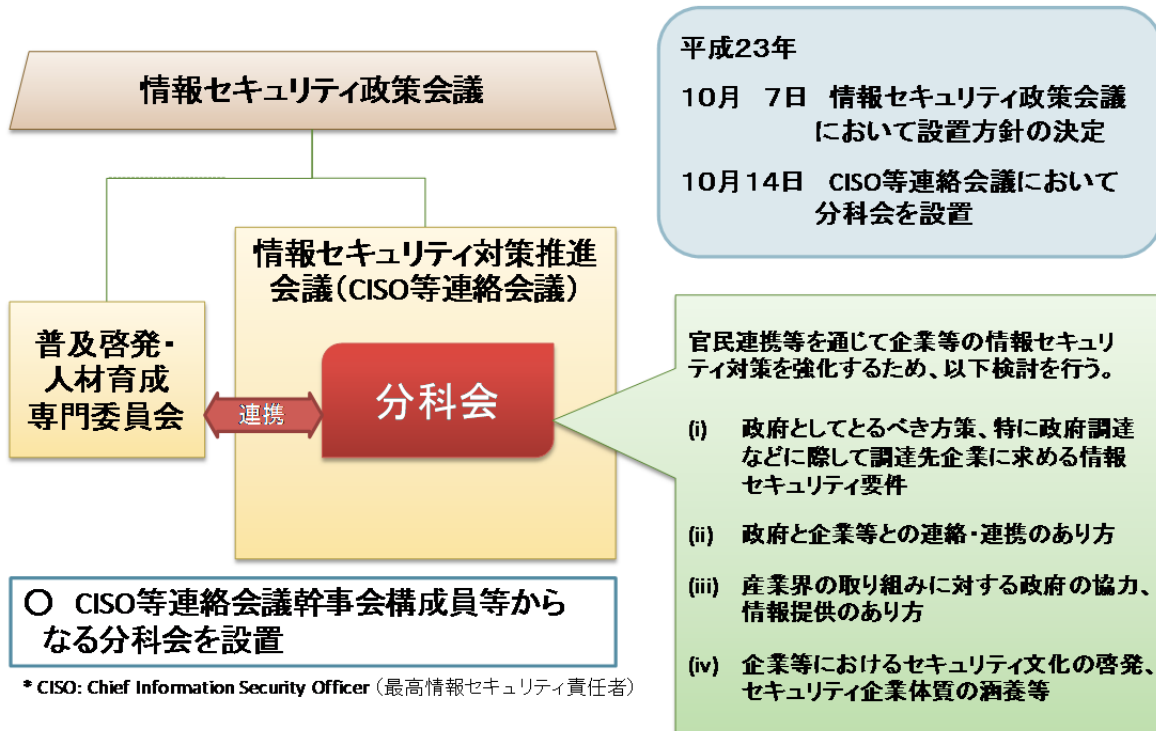 情報セキュリティ政策会議
平成23年
10月 7日 情報セキュリティ政策会議
において設置方針の決定
10月14日 CISO等連絡会議において
分科会を設置
情報セキュリティ対策推進
会議(CISO等連絡会議)
普及啓発・
人材育成
専門委員会
連携
分科会
官民連携等を通じて企業等の情報セキュリ
ティ対策を強化するため、以下検討を行う。
(i) 政府としてとるべき方策、特に政府調達
などに際して調達先企業に求める情報
セキュリティ要件
(ii) 政府と企業等との連絡・連携のあり方
(iii) 産業界の取り組みに対する政府の協力、
情報提供のあり方
(iv) 企業等におけるセキュリティ文化の啓発、
セキュリティ企業体質の涵養等
○ CISO等連絡会議幹事会構成員等から
なる分科会を設置
* CISO: Chief Information Security Officer (最高情報セキュリティ責任者)